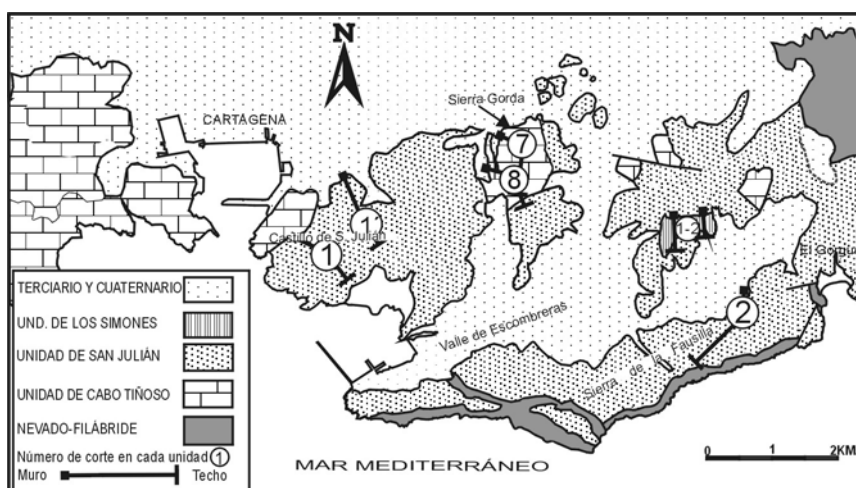 N
Sierra Gorda
CARTAGENA
7
8
1
Castillo de S. Julián
1
1-2
El Gorguel
2
Valle de Escombreras
Sierra de la Fausilla
TERCIARIO Y CUATERNARIO
UND. DE LOS SIMONES
UNIDAD DE SAN JULIÁN
UNIDAD DE CABO TIÑOSO
NEVADO-FILÁBRIDE
Número de corte en cada unidad 1
Muro Techo
MAR MEDITERRÁNEO
0 1 2KM